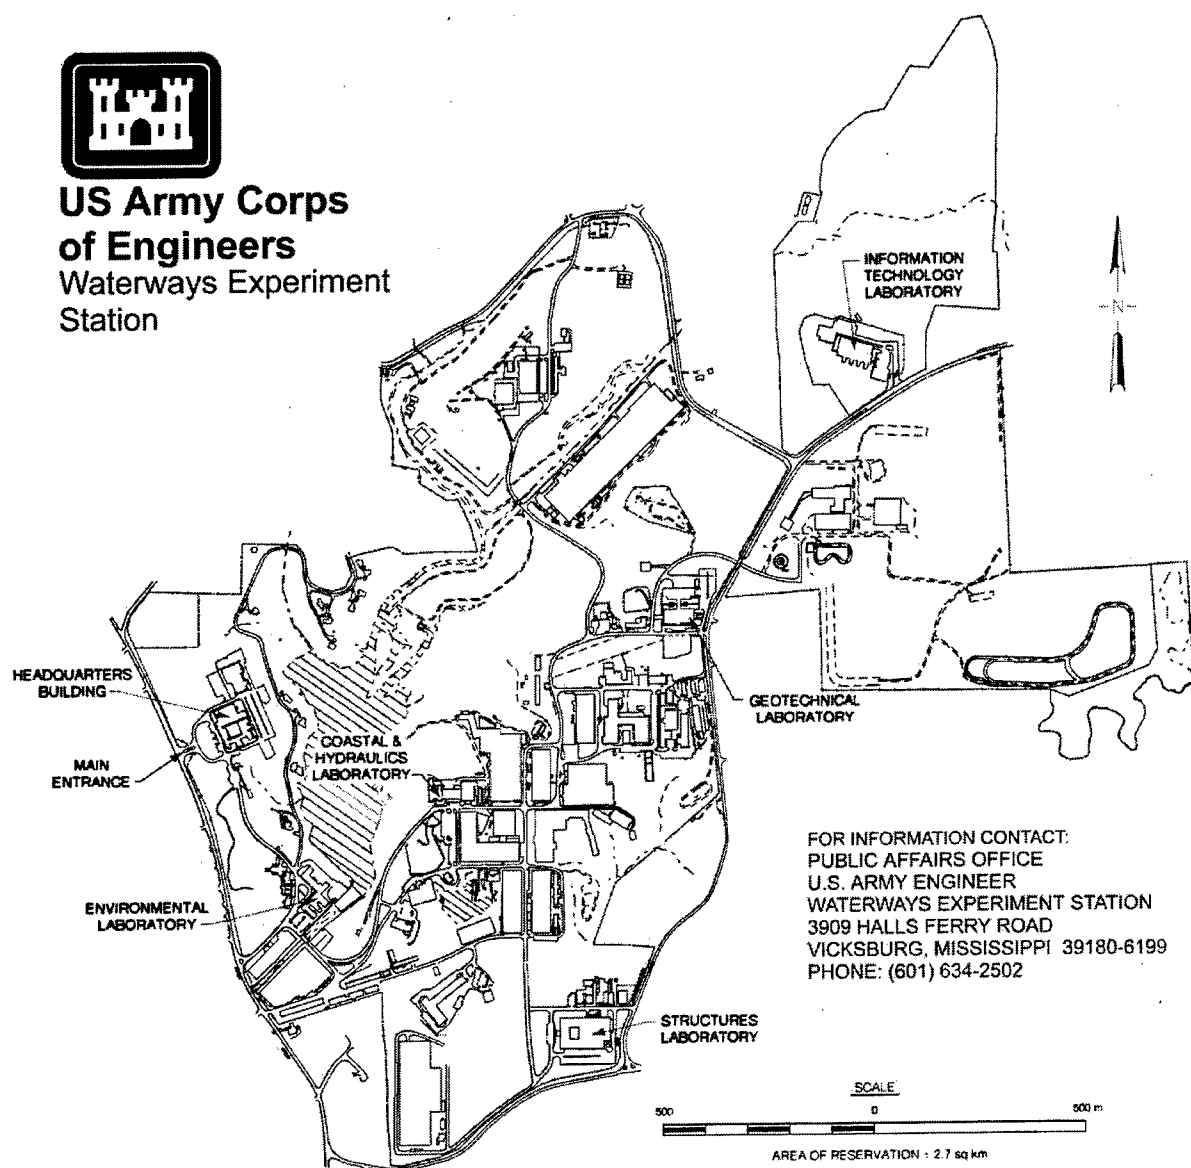 US Army Corps
of Engineers
Waterways Experiment
Station
INFORMATION
TECHNOLOGY
LABORATORY
N
HEADQUARTERS
BUILDING
MAIN
ENTRANCE
COASTAL &
HYDRAULICS
LABORATORY
GEOTECHNICAL
LABORATORY
ENVIRONMENTAL
LABORATORY
FOR INFORMATION CONTACT:
PUBLIC AFFAIRS OFFICE
U.S. ARMY ENGINEER
WATERWAYS EXPERIMENT STATION
3909 HALLS FERRY ROAD
VICKSBURG, MISSISSIPPI 39180-6199
PHONE: (601) 634-2502
STRUCTURES
LABORATORY
SCALE
500 0 500 m
AREA OF RESERVATION : 2.7 sq km